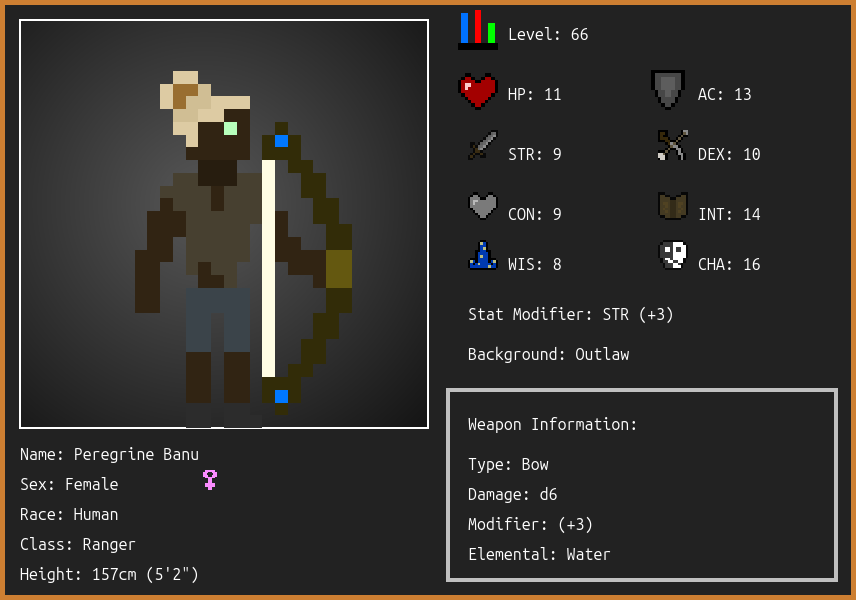 Level: 66
HP: 11
AC: 13
STR: 9
DEX: 10
CON: 9
INT: 14
WIS: 8
CHA: 16
Stat Modifier: STR (+3)
Background: Outlaw
Weapon Information:
Type: Bow
Damage: d6
Modifier: (+3)
Elemental: Water
Name: Peregrine Banu
Sex: Female
Race: Human
Class: Ranger
Height: 157cm (5'2")